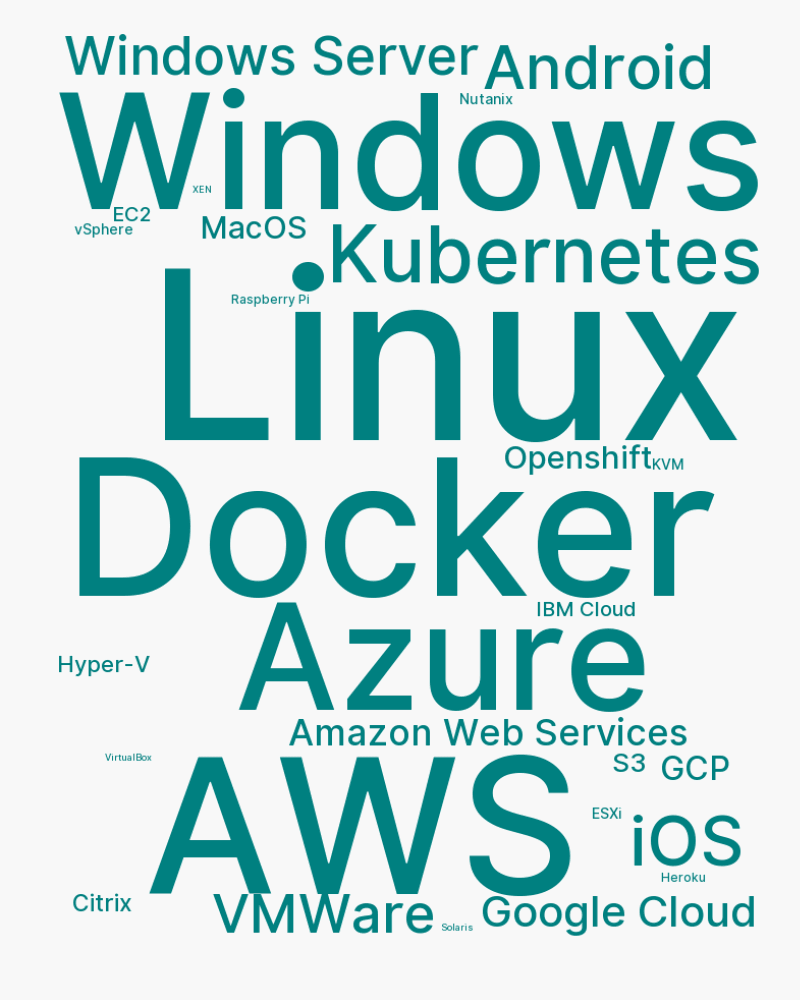 Windows Server
Android
Nutanix
Windows
XEN
EC2
vSphere
MacOS
Kubernetes
Raspberry Pi
Linux
Openshift
KVM
Docker
IBM Cloud
Azure
Hyper-V
Amazon Web Services
VirtualBox
S3
GCP
AWS
ESXi
iOS
Heroku
Citrix
VMWare
Solaris
Google Cloud